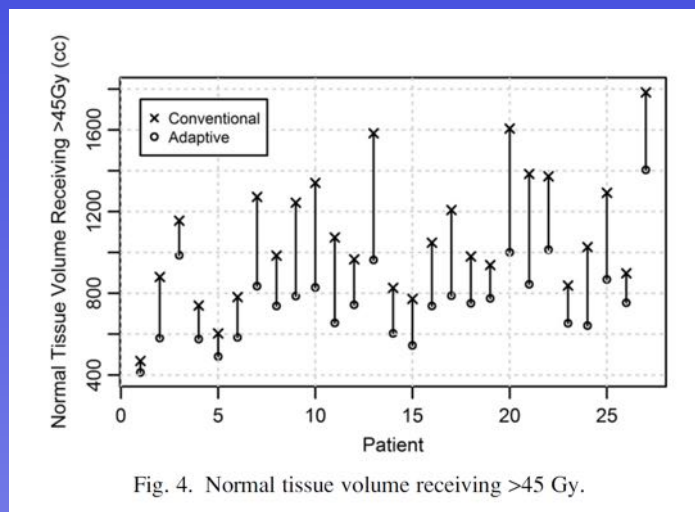 Normal Tissue Volume Receiving >45Gy (cc)
1600
1200
800
400
× Conventional
o Adaptive
0 5 10 15 20 25
Patient
Fig. 4. Normal tissue volume receiving >45 Gy.